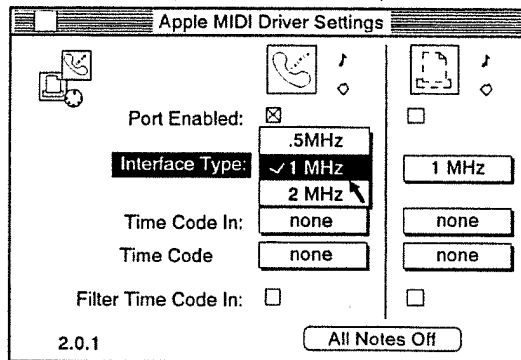 Apple MIDI Driver Settings
Port Enabled:
.5MHz
Interface Type: ✓1 MHz 1 MHz
2 MHz
Time Code In: none none
Time Code none none
Filter Time Code In:
2.0.1 All Notes Off